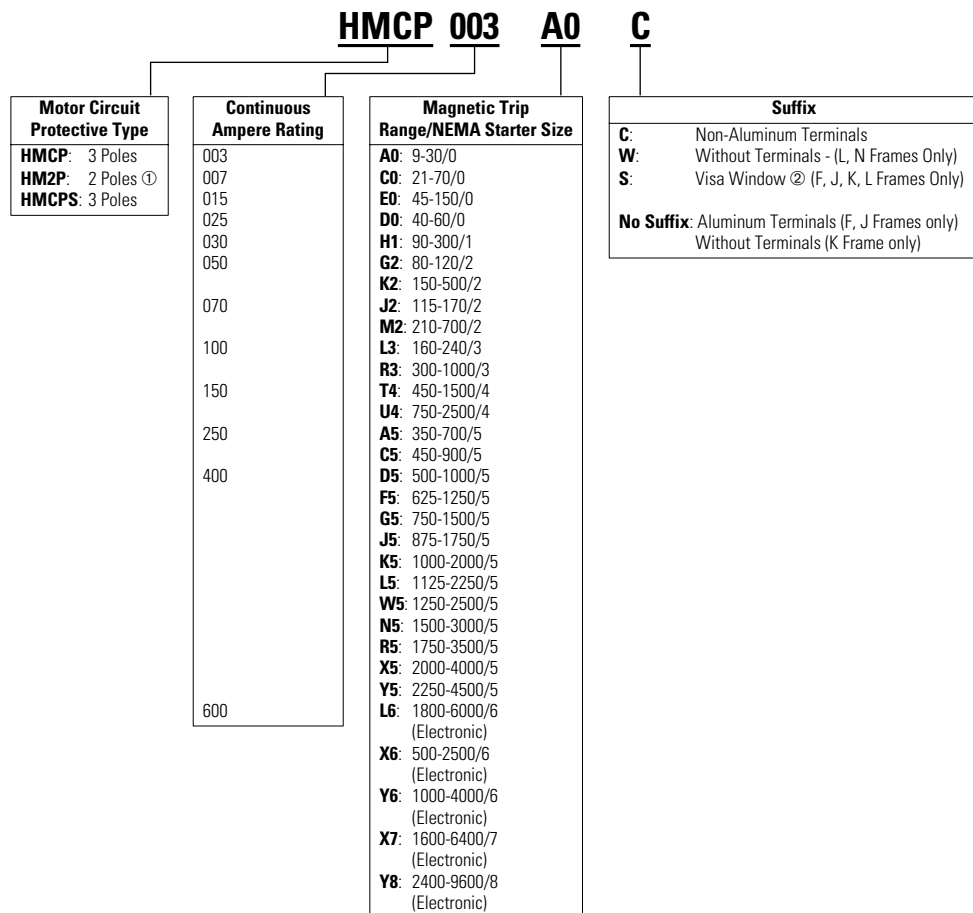 HMCP 003 A0 C
Motor Circuit
Protective Type
HMCP: 3 Poles
HM2P: 2 Poles ①
HMCPS: 3 Poles
Continuous
Ampere Rating
003
007
015
025
030
050
070
100
150
250
400
600
Magnetic Trip
Range/NEMA Starter Size
A0: 9-30/0
C0: 21-70/0
E0: 45-150/0
D0: 40-60/0
H1: 90-300/1
G2: 80-120/2
K2: 150-500/2
J2: 115-170/2
M2: 210-700/2
L3: 160-240/3
R3: 300-1000/3
T4: 450-1500/4
U4: 750-2500/4
A5: 350-700/5
C5: 450-900/5
D5: 500-1000/5
F5: 625-1250/5
G5: 750-1500/5
J5: 875-1750/5
K5: 1000-2000/5
L5: 1125-2250/5
W5: 1250-2500/5
N5: 1500-3000/5
R5: 1750-3500/5
X5: 2000-4000/5
Y5: 2250-4500/5
L6: 1800-6000/6
(Electronic)
X6: 500-2500/6
(Electronic)
Y6: 1000-4000/6
(Electronic)
X7: 1600-6400/7
(Electronic)
Y8: 2400-9600/8
(Electronic)
Suffix
C: Non-Aluminum Terminals
W: Without Terminals - (L, N Frames Only)
S: Visa Window ② (F, J, K, L Frames Only)
No Suffix: Aluminum Terminals (F, J Frames only)
Without Terminals (K Frame only)